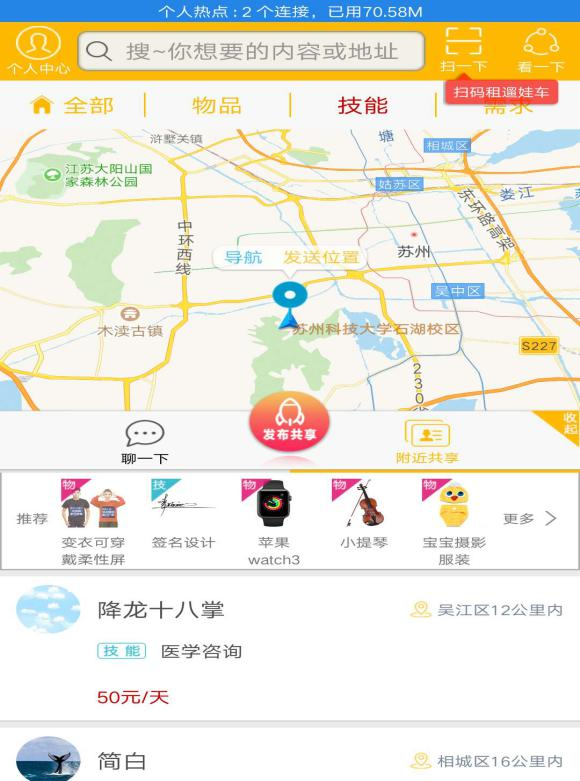 个人热点：2 个连接，已用70.58M
个人中心
搜~你想要的内容或地址
扫一下
看一下
扫码租遛娃车
全部
物品
技能
需求
浒墅关镇
塘
相城区
江苏大阳山国
家森林公园
姑苏区
娄江
东环路高架
中环西线
苏州
导航
发送位置
吴中区
木渎古镇
苏州科技大学石湖校区
S227
230省
发布共享
收起
聊一下
附近共享
推荐
物
技
物
物
物
变衣可穿
戴柔性屏
签名设计
苹果
watch3
小提琴
宝宝摄影
服装
更多
降龙十八掌
吴江区12公里内
技能
医学咨询
50元/天
简白
相城区16公里内